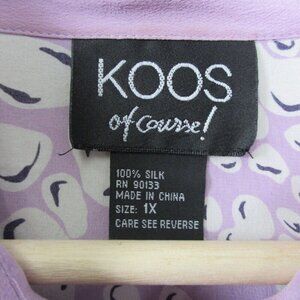 KOOS
of Course!
100% SILK
RN 90133
MADE IN CHINA
SIZE: 1X
CARE SEE REVERSE